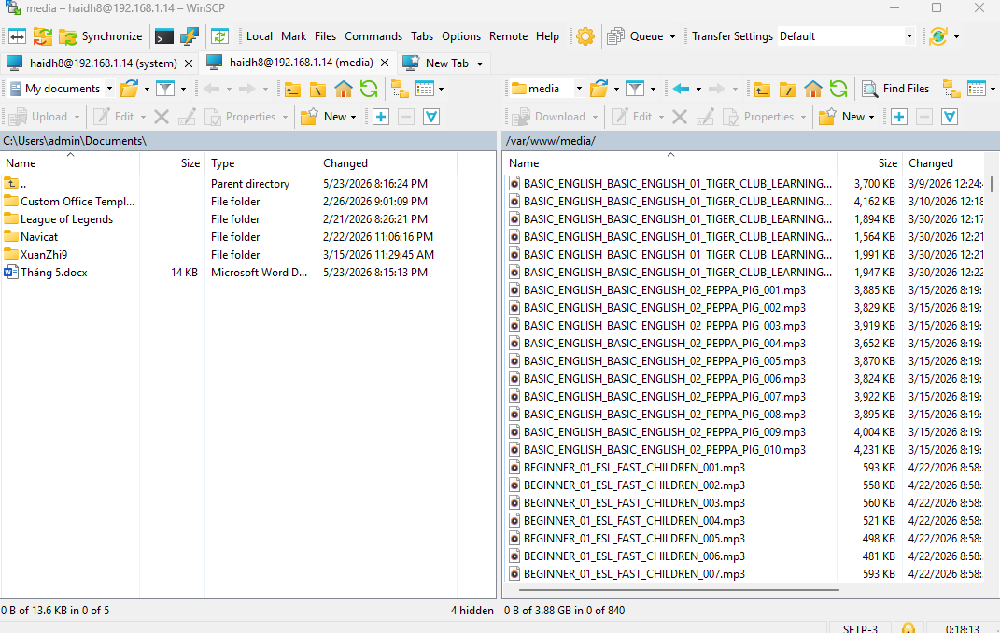 media – haidh8@192.168.1.14 – WinSCP
Synchronize Local Mark Files Commands Tabs Options Remote Help Queue Transfer Settings Default
haidh8@192.168.1.14 (system) haidh8@192.168.1.14 (media) New Tab
My documents media Find Files
Upload Edit Properties New Download Edit Properties New
C:\Users\admin\Documents\ /var/www/media/
Name Size Type Changed
.. Parent directory 5/23/2026 8:16:24 PM
Custom Office Templ... File folder 2/26/2026 9:01:09 PM
League of Legends File folder 2/21/2026 8:26:21 PM
Navicat File folder 2/22/2026 11:06:16 PM
XuanZhi9 File folder 3/15/2026 11:29:45 AM
Tháng 5.docx 14 KB Microsoft Word D... 5/23/2026 8:15:13 PM
Name Size Changed
BASIC_ENGLISH_BASIC_ENGLISH_01_TIGER_CLUB_LEARNING... 3,700 KB 3/9/2026 12:24:
BASIC_ENGLISH_BASIC_ENGLISH_01_TIGER_CLUB_LEARNING... 4,162 KB 3/10/2026 12:18
BASIC_ENGLISH_BASIC_ENGLISH_01_TIGER_CLUB_LEARNING... 1,894 KB 3/30/2026 12:17
BASIC_ENGLISH_BASIC_ENGLISH_01_TIGER_CLUB_LEARNING... 1,564 KB 3/30/2026 12:21
BASIC_ENGLISH_BASIC_ENGLISH_01_TIGER_CLUB_LEARNING... 1,991 KB 3/30/2026 12:21
BASIC_ENGLISH_BASIC_ENGLISH_01_TIGER_CLUB_LEARNING... 1,947 KB 3/30/2026 12:22
BASIC_ENGLISH_BASIC_ENGLISH_02_PEPPA_PIG_001.mp3 3,885 KB 3/15/2026 8:19:
BASIC_ENGLISH_BASIC_ENGLISH_02_PEPPA_PIG_002.mp3 3,829 KB 3/15/2026 8:19:
BASIC_ENGLISH_BASIC_ENGLISH_02_PEPPA_PIG_003.mp3 3,919 KB 3/15/2026 8:19:
BASIC_ENGLISH_BASIC_ENGLISH_02_PEPPA_PIG_004.mp3 3,652 KB 3/15/2026 8:19:
BASIC_ENGLISH_BASIC_ENGLISH_02_PEPPA_PIG_005.mp3 3,870 KB 3/15/2026 8:19:
BASIC_ENGLISH_BASIC_ENGLISH_02_PEPPA_PIG_006.mp3 3,824 KB 3/15/2026 8:19:
BASIC_ENGLISH_BASIC_ENGLISH_02_PEPPA_PIG_007.mp3 3,922 KB 3/15/2026 8:19:
BASIC_ENGLISH_BASIC_ENGLISH_02_PEPPA_PIG_008.mp3 3,895 KB 3/15/2026 8:19:
BASIC_ENGLISH_BASIC_ENGLISH_02_PEPPA_PIG_009.mp3 4,004 KB 3/15/2026 8:19:
BASIC_ENGLISH_BASIC_ENGLISH_02_PEPPA_PIG_010.mp3 4,231 KB 3/15/2026 8:19:
BEGINNER_01_ESL_FAST_CHILDREN_001.mp3 593 KB 4/22/2026 8:58:
BEGINNER_01_ESL_FAST_CHILDREN_002.mp3 558 KB 4/22/2026 8:58:
BEGINNER_01_ESL_FAST_CHILDREN_003.mp3 560 KB 4/22/2026 8:58:
BEGINNER_01_ESL_FAST_CHILDREN_004.mp3 521 KB 4/22/2026 8:58:
BEGINNER_01_ESL_FAST_CHILDREN_005.mp3 498 KB 4/22/2026 8:58:
BEGINNER_01_ESL_FAST_CHILDREN_006.mp3 481 KB 4/22/2026 8:58:
BEGINNER_01_ESL_FAST_CHILDREN_007.mp3 593 KB 4/22/2026 8:58:
0 B of 13.6 KB in 0 of 5 4 hidden 0 B of 3.88 GB in 0 of 840
SFTP-3 0:18:13